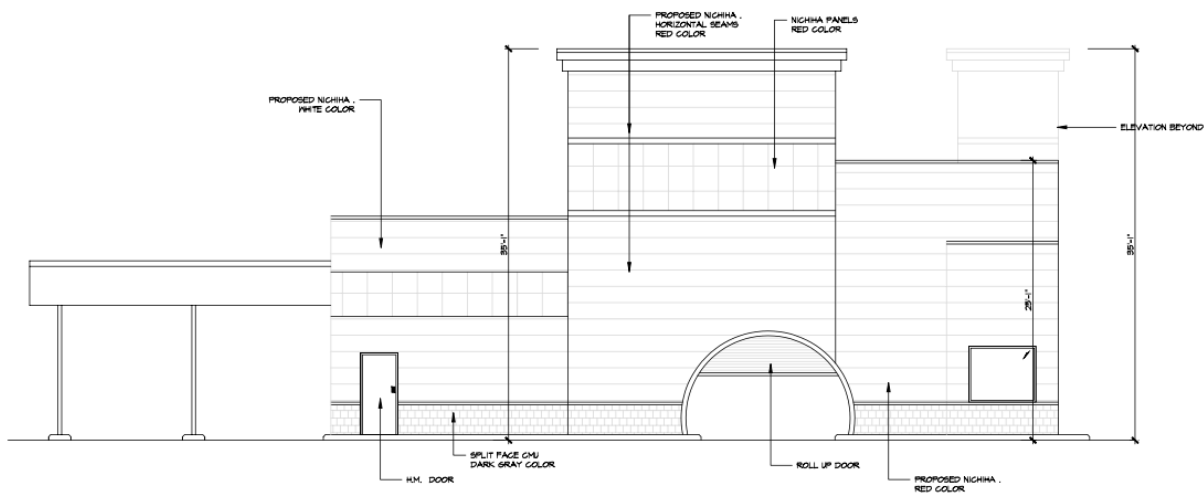 PROPOSED NICHIHA .
HORIZONTAL SEAMS
RED COLOR
NICHIHA PANELS
RED COLOR
PROPOSED NICHIHA .
WHITE COLOR
ELEVATION BEYOND
35'-1"
35'-1"
25'-1"
SPLIT FACE CMU
DARK GRAY COLOR
H.M. DOOR
ROLL UP DOOR
PROPOSED NICHIHA .
RED COLOR